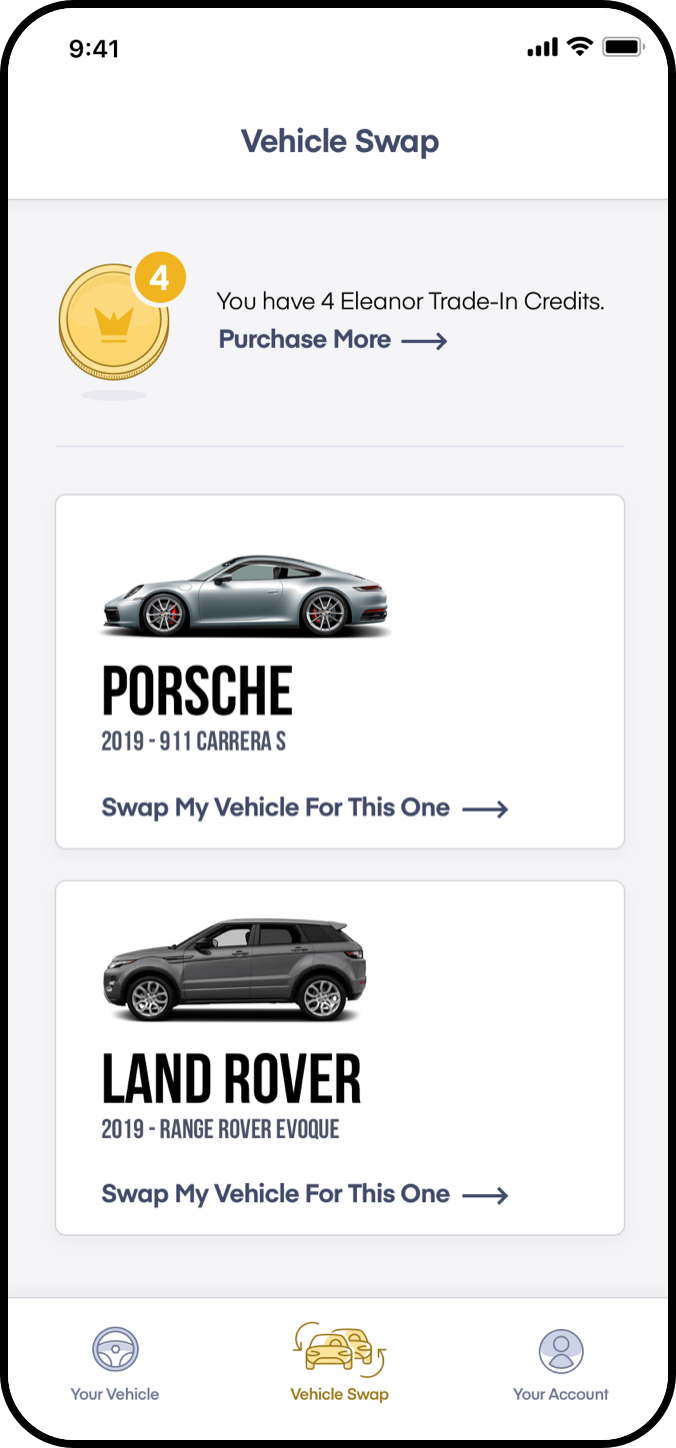 9:41
Vehicle Swap
4
You have 4 Eleanor Trade-In Credits.
Purchase More
PORSCHE
2019 - 911 CARRERA S
Swap My Vehicle For This One
LAND ROVER
2019 - RANGE ROVER EVOQUE
Swap My Vehicle For This One
Your Vehicle
Vehicle Swap
Your Account